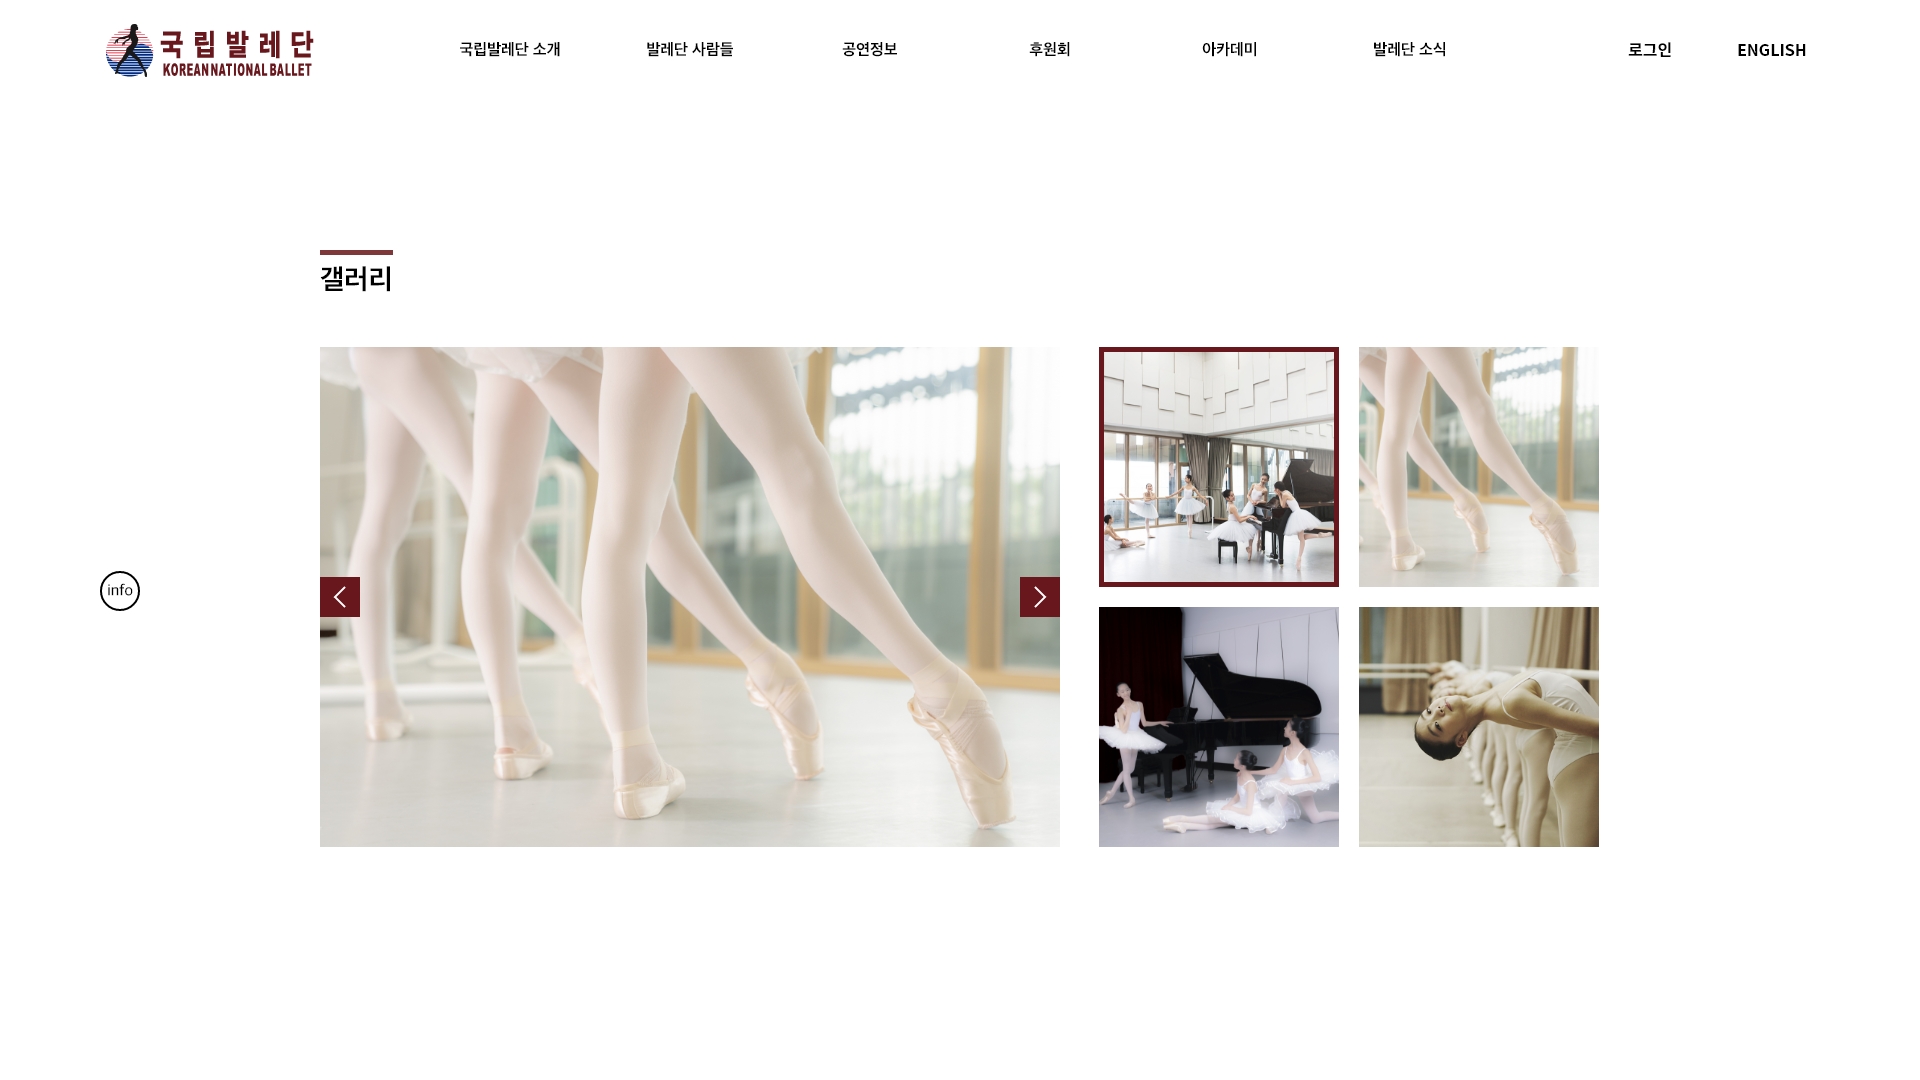 국립발레단
KOREAN NATIONAL BALLET
국립발레단 소개
발레단 사람들
공연정보
후원회
아카데미
발레단 소식
로그인
ENGLISH
갤러리
info